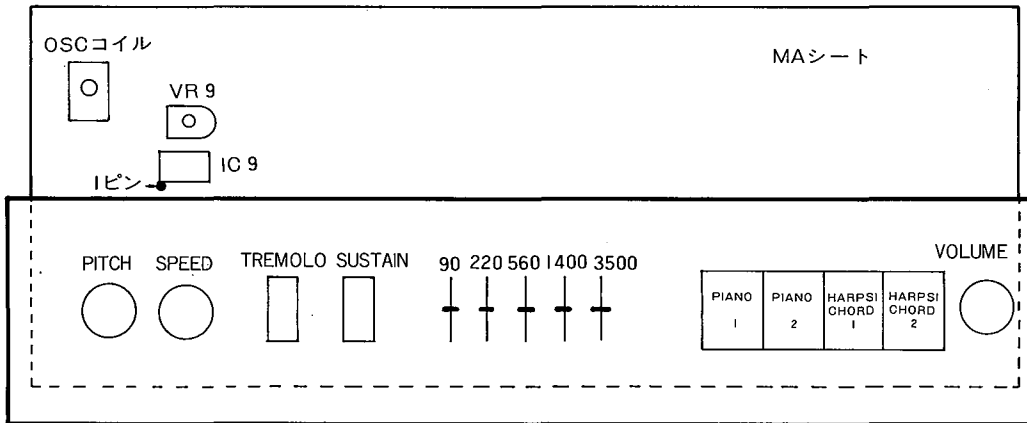 OSCコイル
MAシート
VR 9
IC 9
1ピン
PITCH SPEED TREMOLO SUSTAIN 90 220 560 1400 3500 VOLUME
PIANO 1
PIANO 2
HARPSI CHORD 1
HARPSI CHORD 2